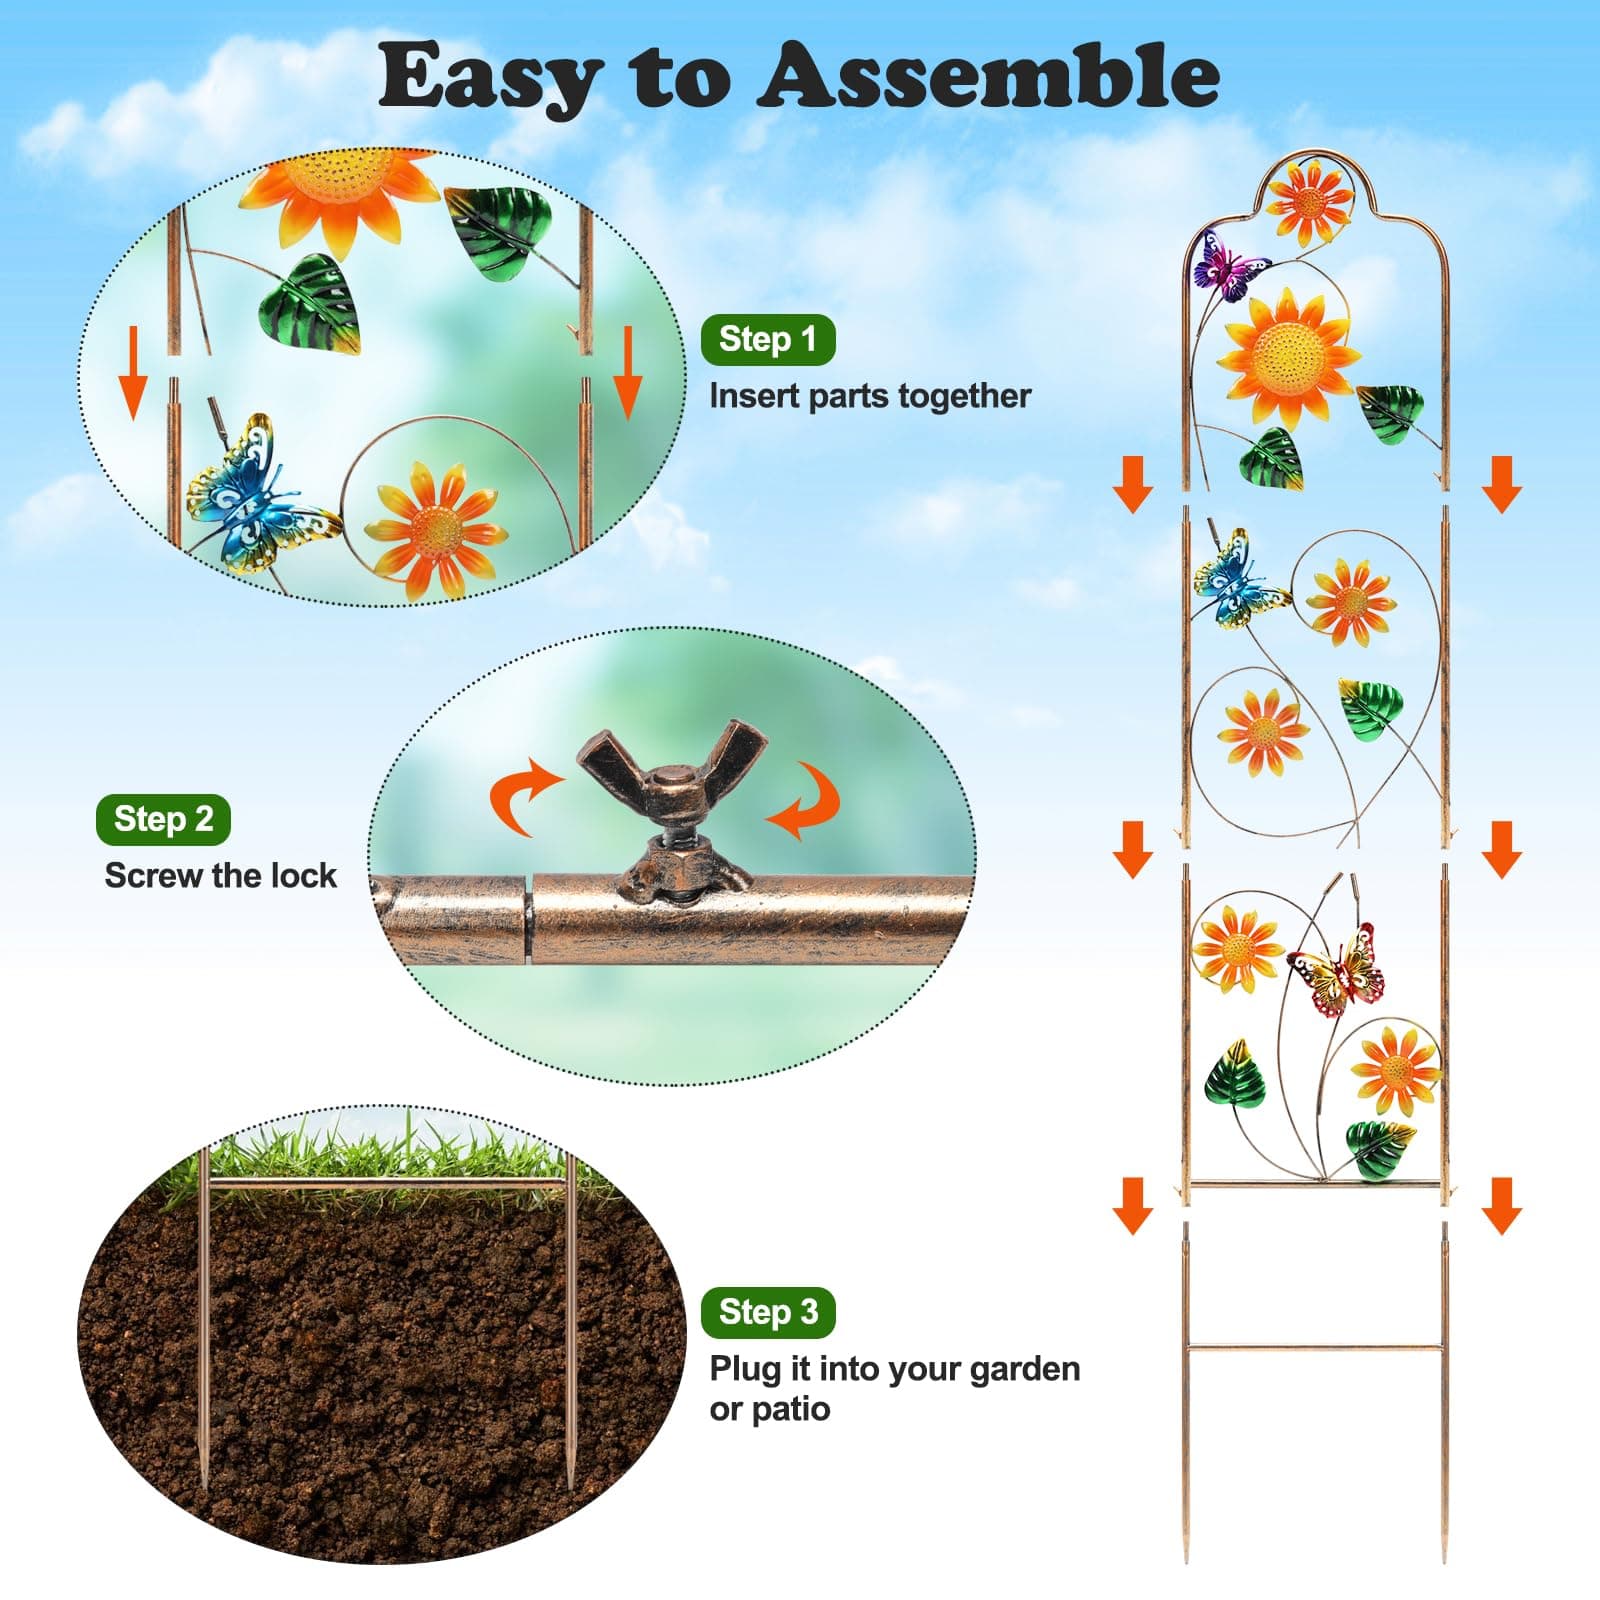 Easy to Assemble
Step 1
Insert parts together
Step 2
Screw the lock
Step 3
Plug it into your garden
or patio